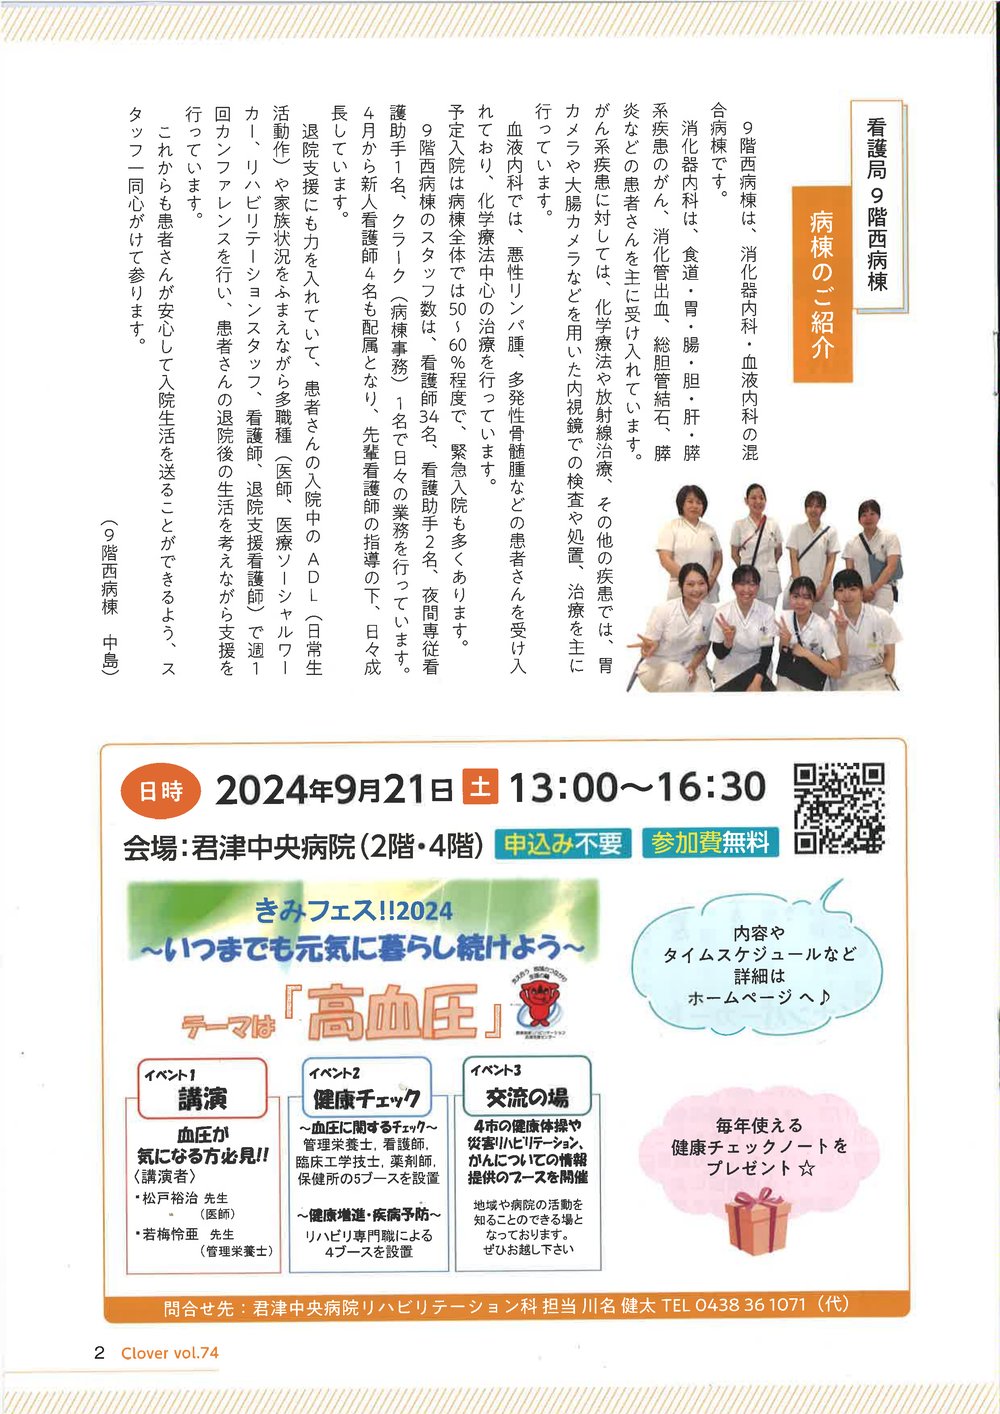 看護局 9階西病棟
病棟のご紹介
9階西病棟は、消化器内科・血液内科の混
合病棟です。
消化器内科は、食道・胃・腸・胆・肝・膵
系疾患のがん、消化管出血、総胆管結石、膵
炎などの患者さんを主に受け入れています。
がん系疾患に対しては、化学療法や放射線治療、その他の疾患では、胃
カメラや大腸カメラなどを用いた内視鏡での検査や処置、治療を主に
行っています。
血液内科では、悪性リンパ腫、多発性骨髄腫などの患者さんを受け入
れており、化学療法中心の治療を行っています。
予定入院は病棟全体では50～60%程度で、緊急入院も多くあります。
9階西病棟のスタッフ数は、看護師34名、看護助手2名、夜間専従看
護助手1名、クラーク（病棟事務）1名で日々の業務を行っています。
4月から新人看護師4名も配属となり、先輩看護師の指導の下、日々成
長しています。
退院支援にも力を入れていて、患者さんの入院中のADL（日常生
活動作）や家族状況をふまえながら多職種（医師、医療ソーシャルワー
カー、リハビリテーションスタッフ、看護師、退院支援看護師）で週1
回カンファレンスを行い、患者さんの退院後の生活を考えながら支援を
行っています。
これからも患者さんが安心して入院生活を送ることができるよう、ス
タッフ一同心がけて参ります。
（9階西病棟 中島）
日時 2024年9月21日 土 13:00～16:30
会場：君津中央病院（2階・4階） 申込み不要 参加費無料
きみフェス!!2024
～いつまでも元気に暮らし続けよう～
テーマは「高血圧」
内容や
タイムスケジュールなど
詳細は
ホームページ へ♪
イベント1
講演
血圧が
気になる方必見!!
〈講演者〉
・松戸裕治 先生
（医師）
・若梅怜亜 先生
（管理栄養士）
イベント2
健康チェック
～血圧に関するチェック～
管理栄養士, 看護師,
臨床工学技士, 薬剤師,
保健所の5ブースを設置
～健康増進・疾病予防～
リハビリ専門職による
4ブースを設置
イベント3
交流の場
4市の健康体操や
災害リハビリテーション、
がんについての情報
提供のブースを開催
地域や病院の活動を
知ることのできる場と
なっております。
ぜひお越し下さい
毎年使える
健康チェックノートを
プレゼント ☆
問合せ先：君津中央病院リハビリテーション科 担当 川名 健太 TEL 0438 36 1071（代）
2 Clover vol.74